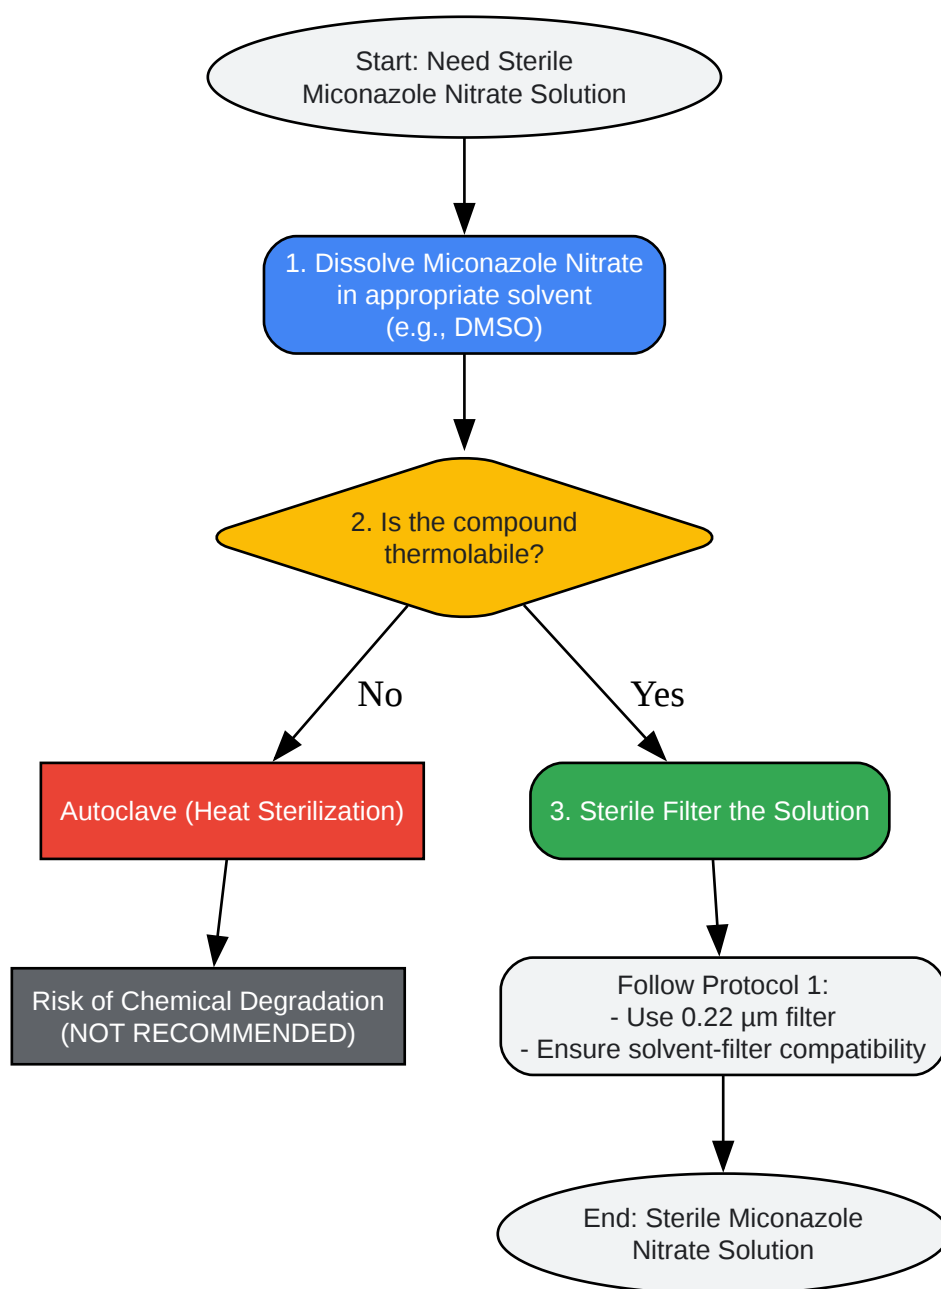 Start: Need Sterile
Miconazole Nitrate Solution
1. Dissolve Miconazole Nitrate
in appropriate solvent
(e.g., DMSO)
2. Is the compound
thermolabile?
No
Yes
Autoclave (Heat Sterilization)
3. Sterile Filter the Solution
Risk of Chemical Degradation
(NOT RECOMMENDED)
Follow Protocol 1:
- Use 0.22 µm filter
- Ensure solvent-filter compatibility
End: Sterile Miconazole
Nitrate Solution